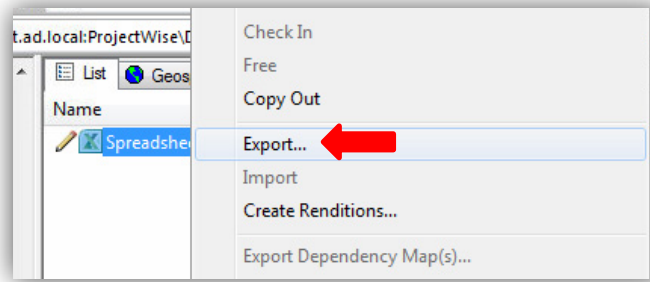 t.ad.local:ProjectWise\D
List
Geos
Name
Spreadshe
Check In
Free
Copy Out
Export...
Import
Create Renditions...
Export Dependency Map(s)...